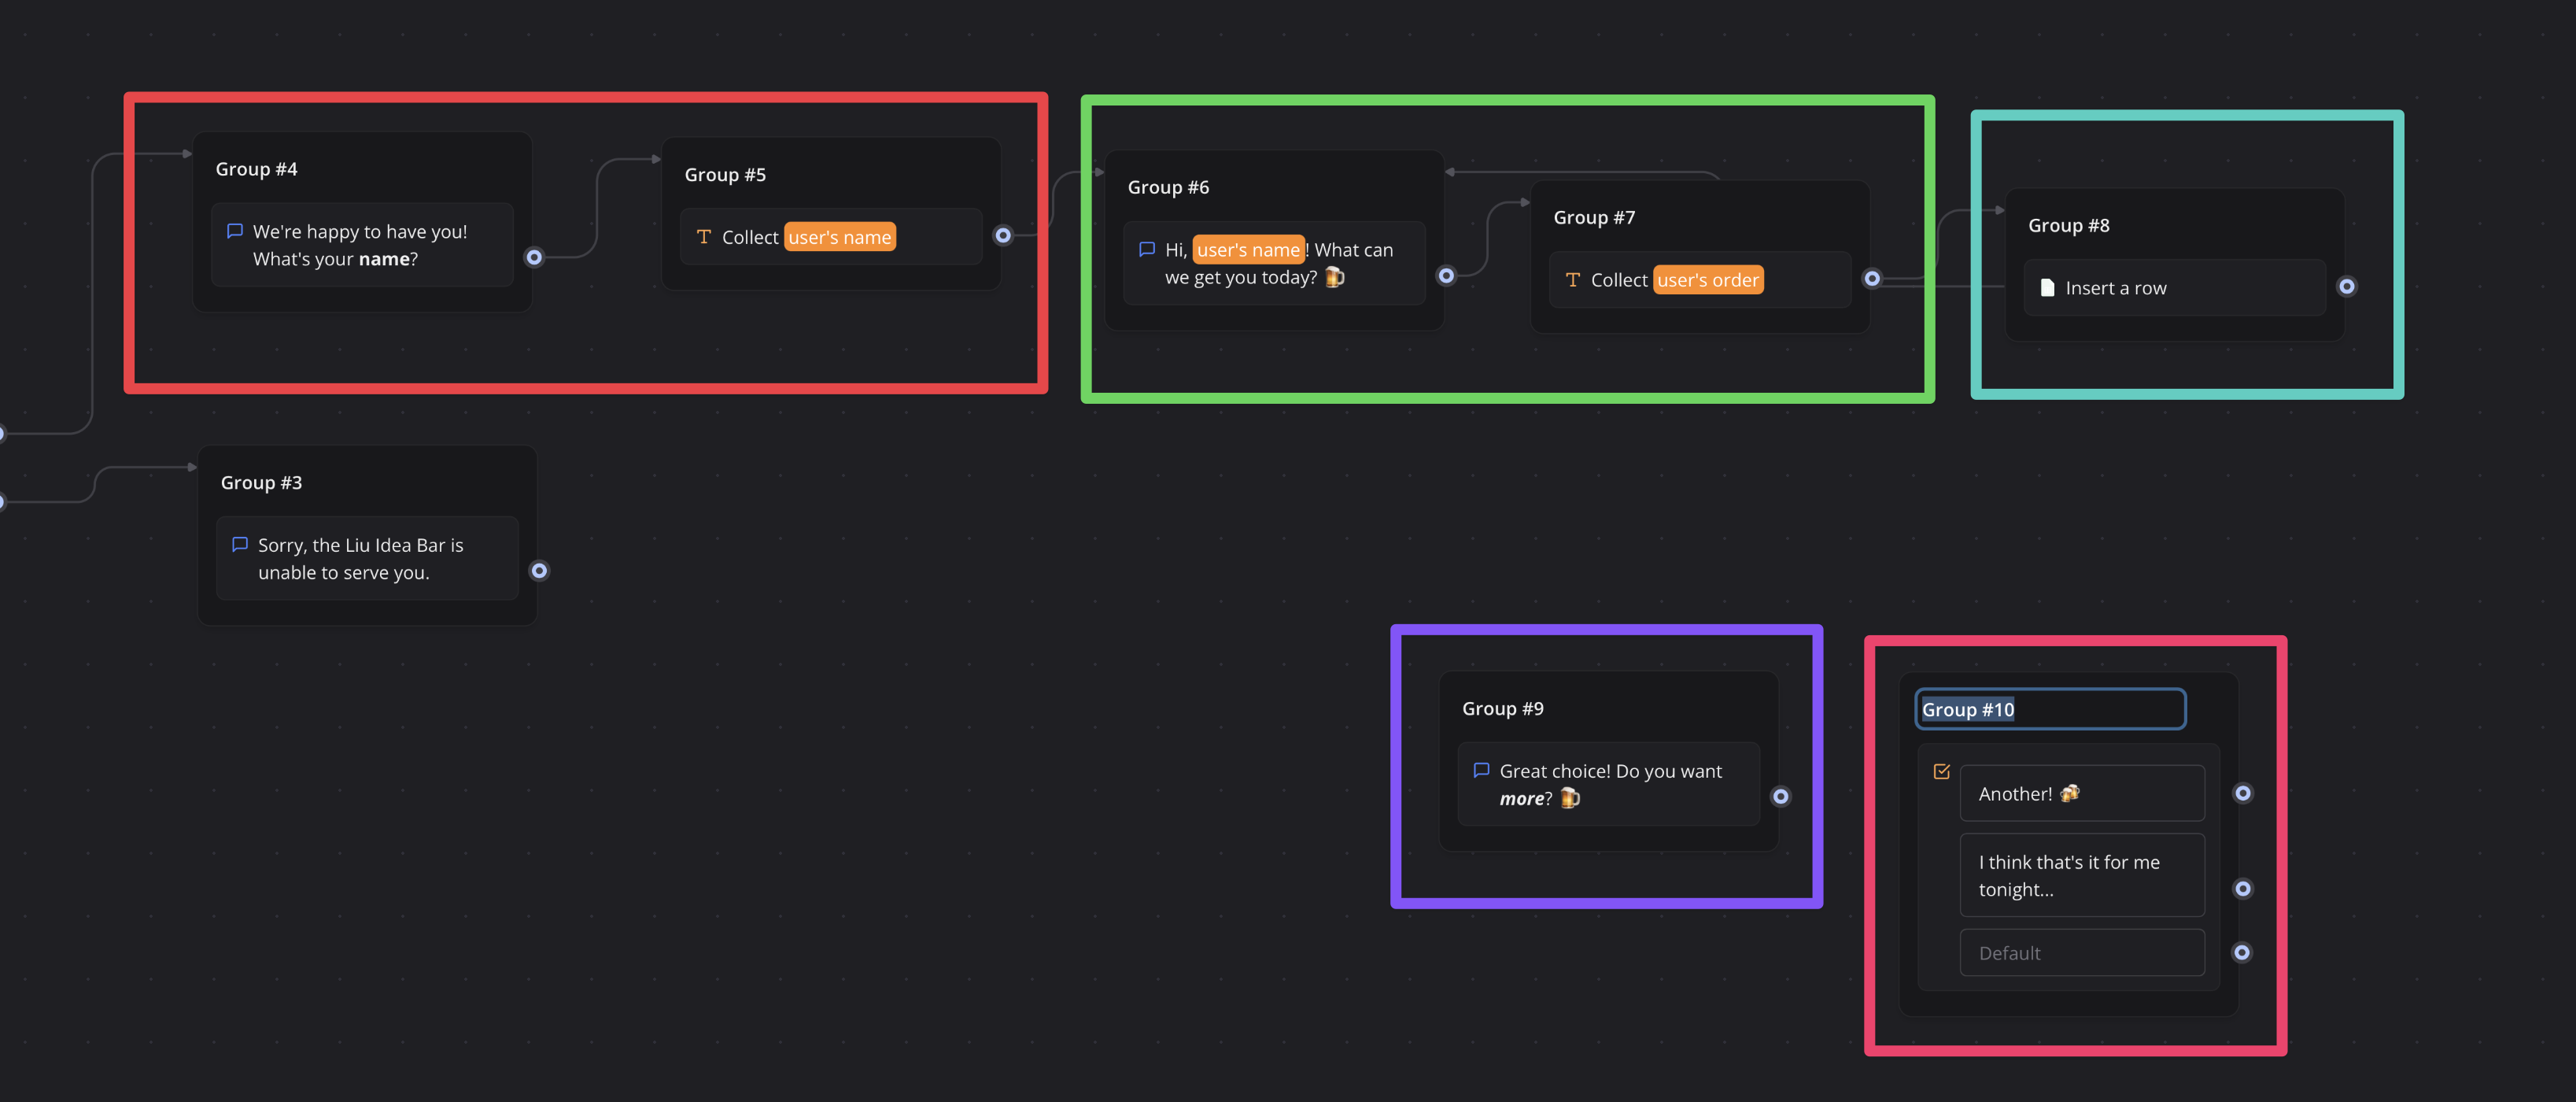 Group #4
We're happy to have you!
What's your name?
Group #5
Collect user's name
Group #6
Hi, user's name! What can
we get you today? 🍺
Group #7
Collect user's order
Group #8
Insert a row
Group #3
Sorry, the Liu Idea Bar is
unable to serve you.
Group #9
Great choice! Do you want
more? 🍺
Group #10
Another! 🍻
I think that's it for me
tonight...
Default